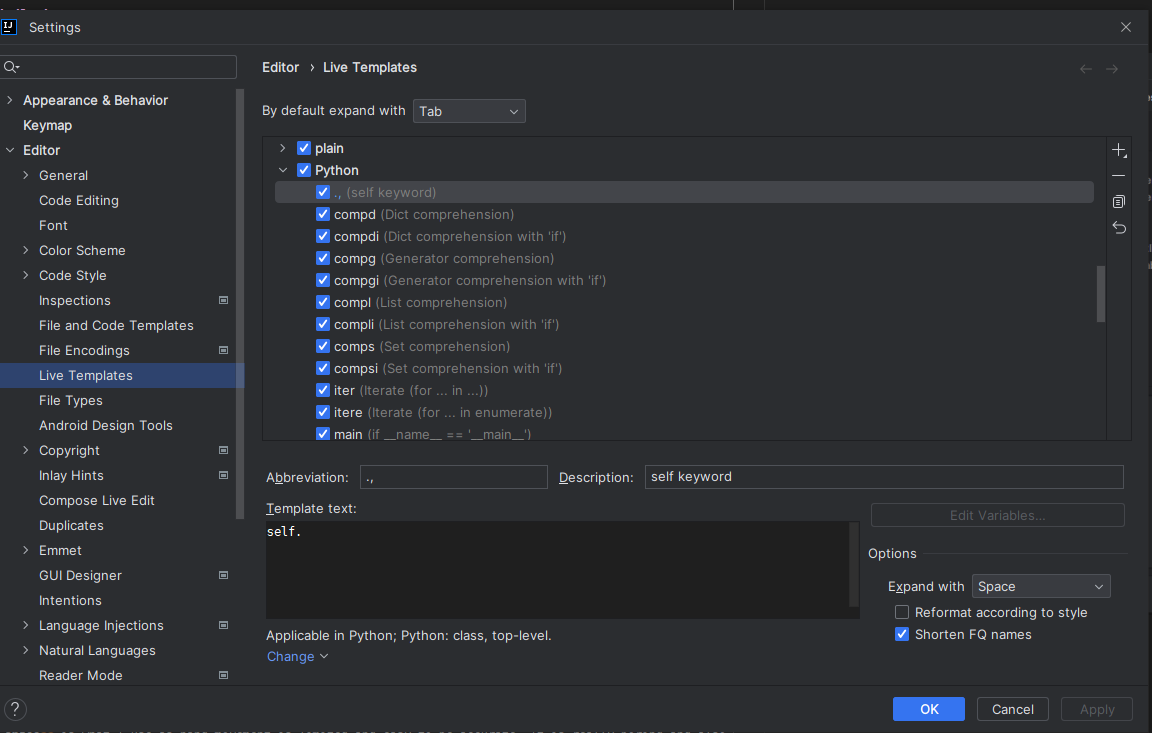 Settings
Editor › Live Templates
By default expand with Tab
Appearance & Behavior
Keymap
Editor
General
Code Editing
Font
Color Scheme
Code Style
Inspections
File and Code Templates
File Encodings
Live Templates
File Types
Android Design Tools
Copyright
Inlay Hints
Compose Live Edit
Duplicates
Emmet
GUI Designer
Intentions
Language Injections
Natural Languages
Reader Mode
plain
Python
., (self keyword)
compd (Dict comprehension)
compdi (Dict comprehension with 'if')
compg (Generator comprehension)
compgi (Generator comprehension with 'if')
compl (List comprehension)
compli (List comprehension with 'if')
comps (Set comprehension)
compsi (Set comprehension with 'if')
iter (Iterate (for ... in ...))
itere (Iterate (for ... in enumerate))
main (if __name__ == '__main__')
Abbreviation: ., Description: self keyword
Template text:
self.
Edit Variables...
Options
Expand with Space
Reformat according to style
Shorten FQ names
Applicable in Python; Python: class, top-level.
Change
?
OK Cancel Apply